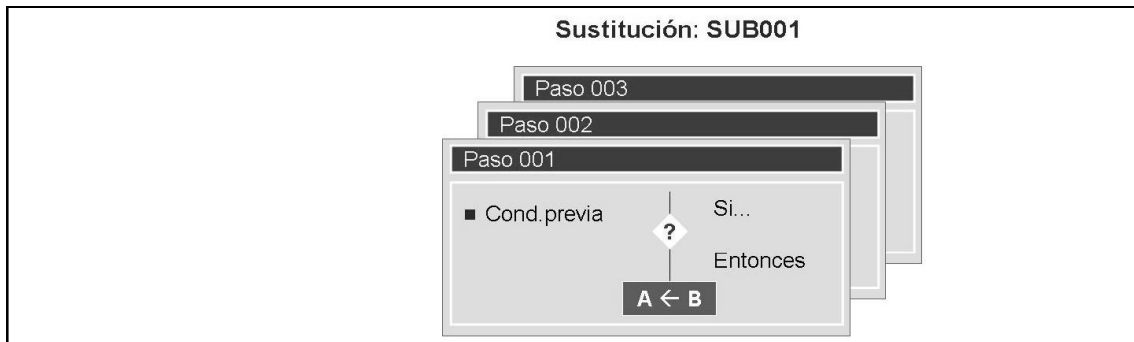 Sustitución: SUB001
Paso 003
Paso 002
Paso 001
■ Cond.previa
?
Si...
Entonces
A ← B